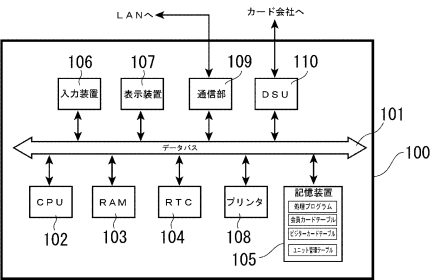 LANへ
カード会社へ
106
107
109
110
入力装置
表示装置
通信部
DSU
101
データバス
100
CPU
RAM
RTC
プリンタ
記憶装置
処理プログラム
会員カードテーブル
ビジターカードテーブル
ユニット管理テーブル
102
103
104
108
105